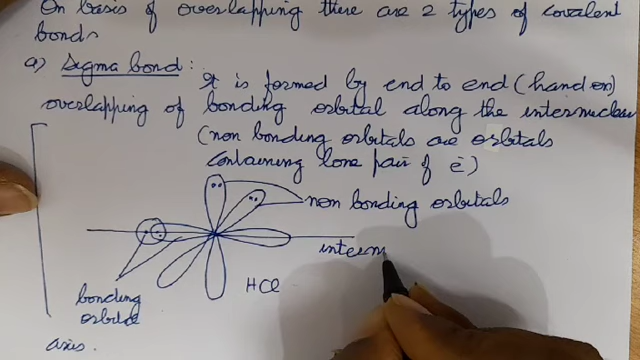 On basis of overlapping there are 2 types of covalent
bonds
a) Sigma bond :
It is formed by end to end (hand on)
overlapping of bonding orbital along the internuclear
(non bonding orbitals are orbitals
containing lone pair of e)
non bonding orbitals
interm
HCl
bonding
orbital
axis.